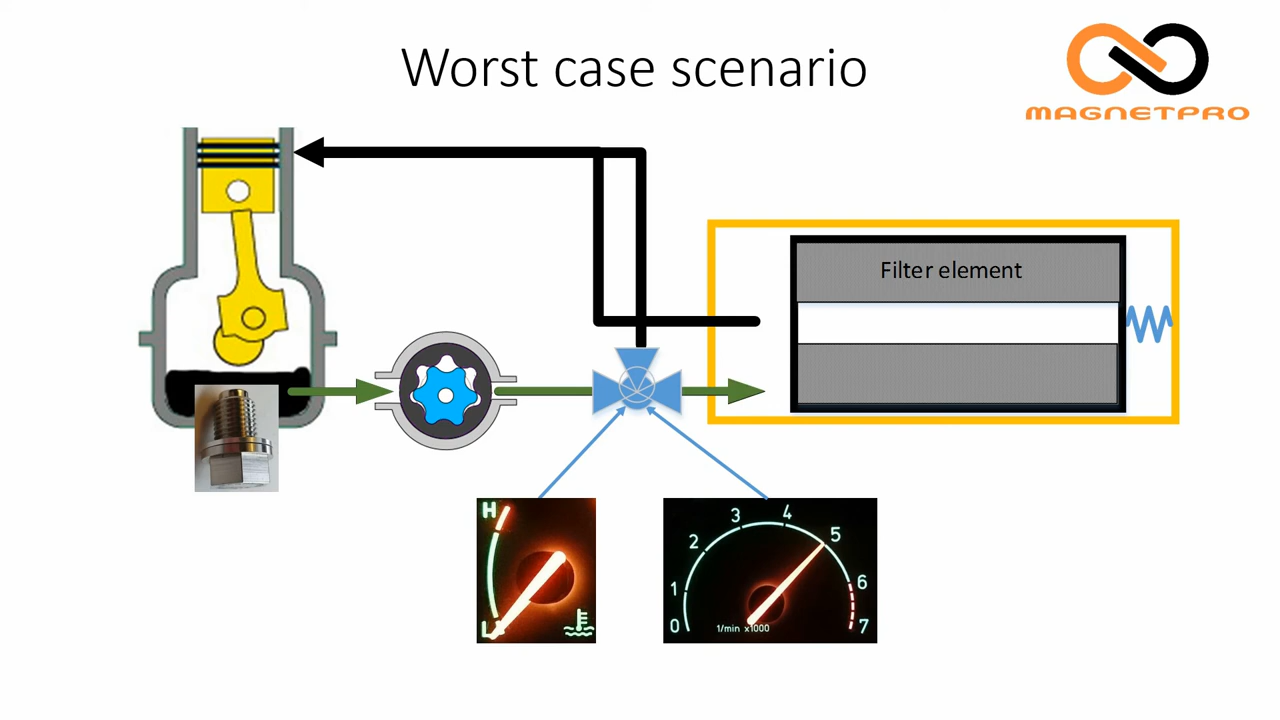 Worst case scenario
MAGNETPRO
Filter element
H
L
0 1 2 3 4 5 6 7
1/min x1000